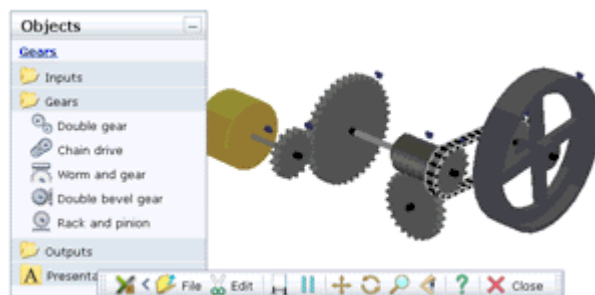 Objects
Gears
Inputs
Gears
Double gear
Chain drive
Worm and gear
Double bevel gear
Rack and pinion
Outputs
A Presenta
File Edit ? Close